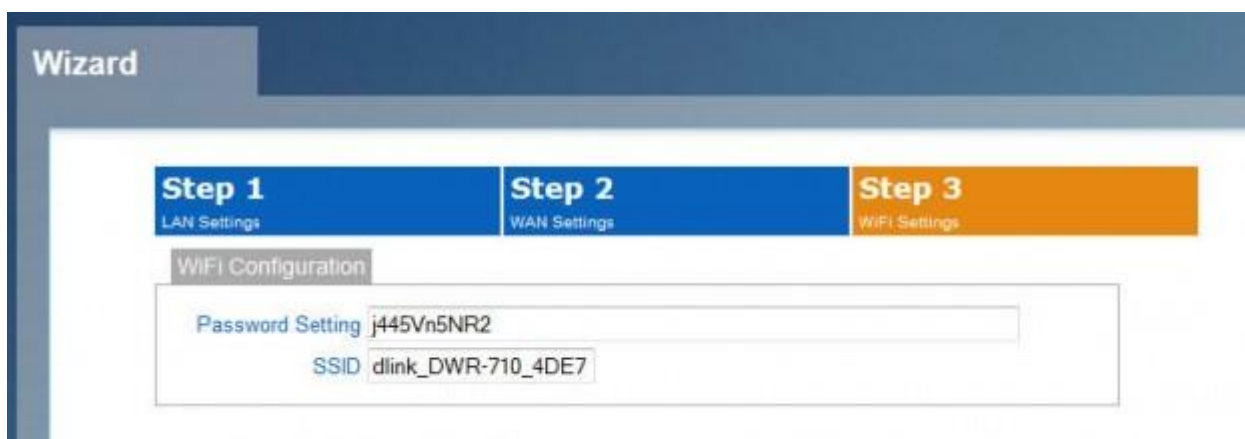 Wizard
Step 1 Step 2 Step 3
LAN Settings WAN Settings WiFi Settings
WiFi Configuration
Password Setting j445Vn5NR2
SSID dlink_DWR-710_4DE7